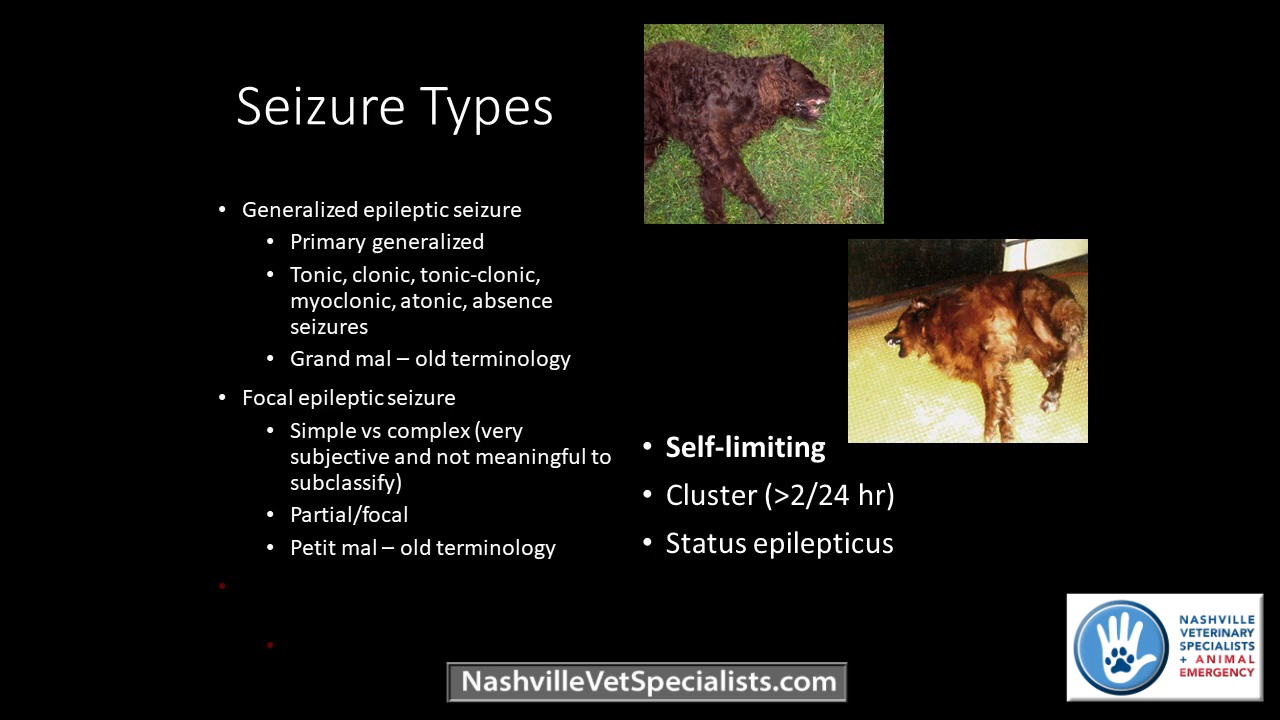 Seizure Types
• Generalized epileptic seizure
• Primary generalized
• Tonic, clonic, tonic-clonic,
myoclonic, atonic, absence
seizures
• Grand mal – old terminology
• Focal epileptic seizure
• Simple vs complex (very
subjective and not meaningful to
subclassify)
• Partial/focal
• Petit mal – old terminology
• Self-limiting
• Cluster (>2/24 hr)
• Status epilepticus
NashvilleVetSpecialists.com
NASHVILLE
VETERINARY
SPECIALISTS
+ ANIMAL
EMERGENCY